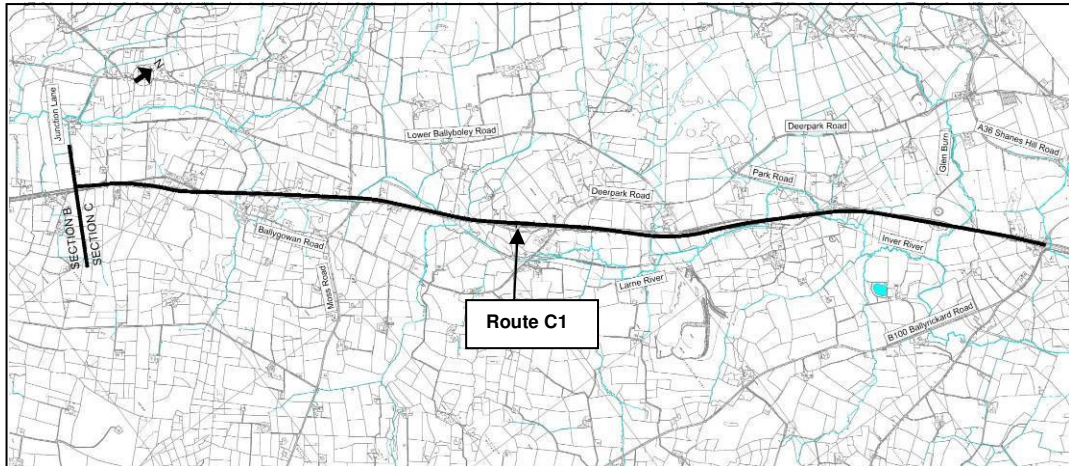 N
Junction Lane
Lower Ballyboley Road
Deerpark Road
A36 Shanes Hill Road
Glen Burn
Park Road
Deerpark Road
SECTION B
SECTION C
Ballygowan Road
Moss Road
Inver River
Larne River
Route C1
B100 Ballyrickard Road